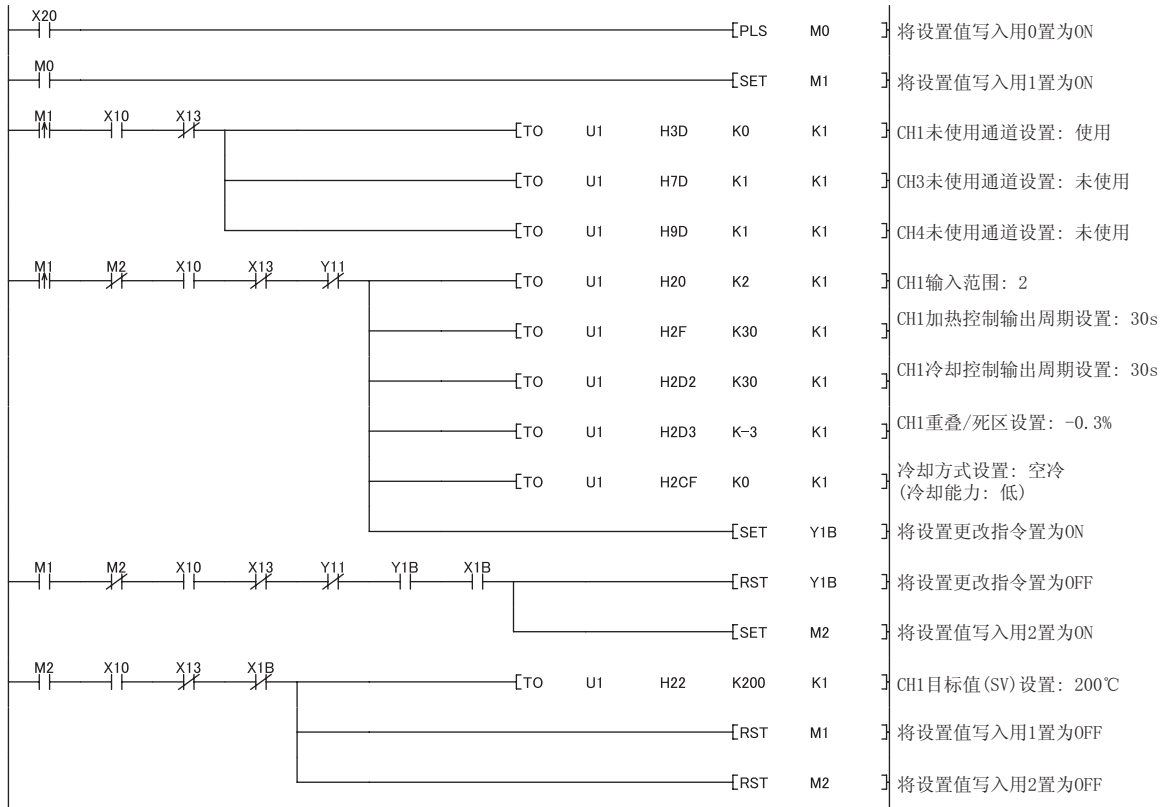 X20
[PLS M0 ] 将设置值写入用0置为ON
M0
[SET M1 ] 将设置值写入用1置为ON
M1 X10 X13
[TO U1 H3D K0 K1 ] CH1未使用通道设置: 使用
[TO U1 H7D K1 K1 ] CH3未使用通道设置: 未使用
[TO U1 H9D K1 K1 ] CH4未使用通道设置: 未使用
M1 M2 X10 X13 Y11
[TO U1 H20 K2 K1 ] CH1输入范围: 2
[TO U1 H2F K30 K1 ] CH1加热控制输出周期设置: 30s
[TO U1 H2D2 K30 K1 ] CH1冷却控制输出周期设置: 30s
[TO U1 H2D3 K-3 K1 ] CH1重叠/死区设置: -0.3%
[TO U1 H2CF K0 K1 ] 冷却方式设置: 空冷
(冷却能力: 低)
[SET Y1B ] 将设置更改指令置为ON
M1 M2 X10 X13 Y11 Y1B X1B
[RST Y1B ] 将设置更改指令置为OFF
[SET M2 ] 将设置值写入用2置为ON
M2 X10 X13 X1B
[TO U1 H22 K200 K1 ] CH1目标值(SV)设置: 200℃
[RST M1 ] 将设置值写入用1置为OFF
[RST M2 ] 将设置值写入用2置为OFF